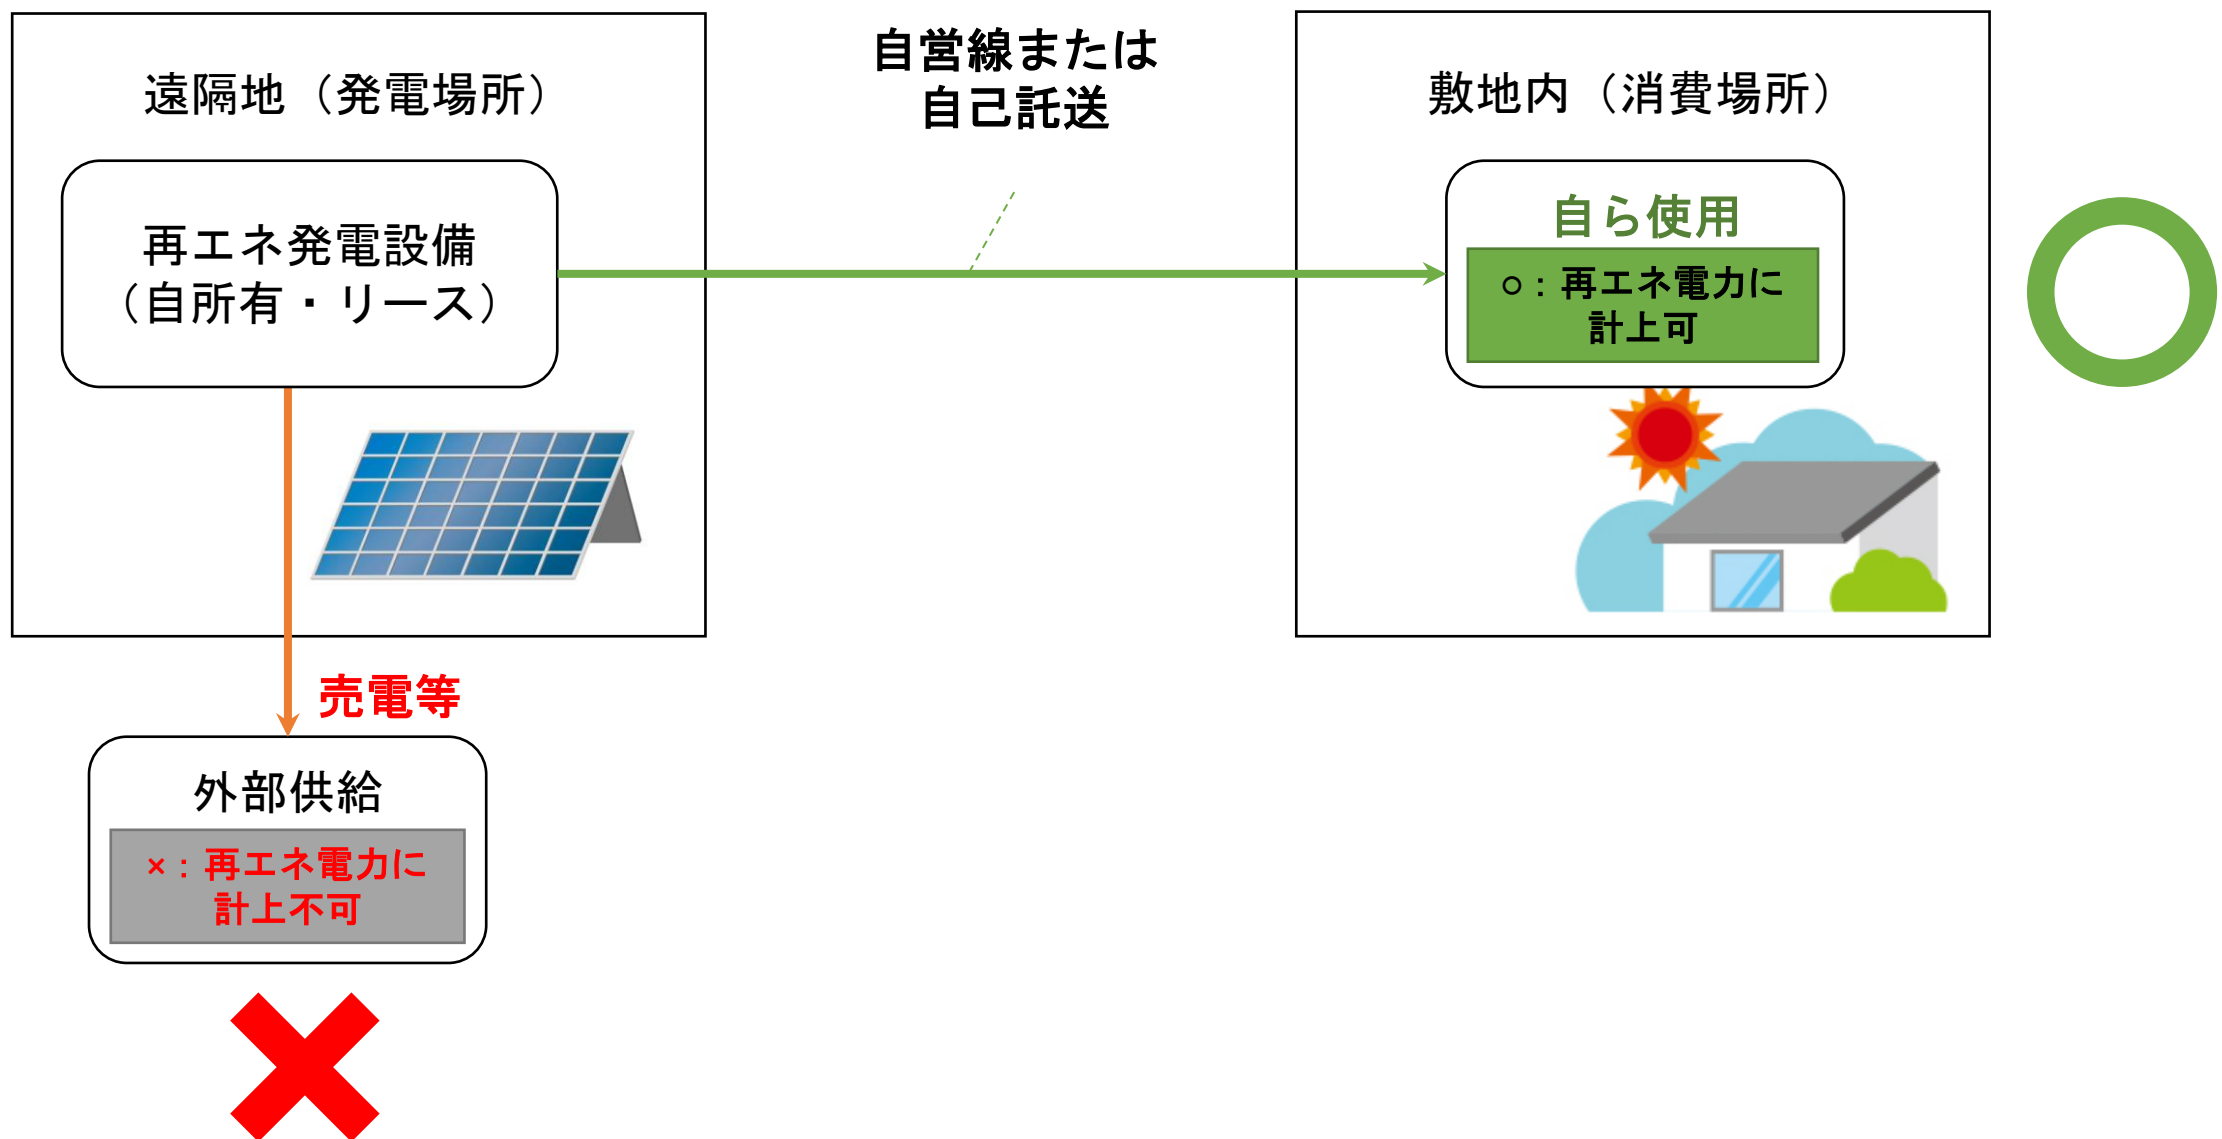 遠隔地（発電場所）
再エネ発電設備
（自所有・リース）
自営線または
自己託送
敷地内（消費場所）
自ら使用
○：再エネ電力に
計上可
売電等
外部供給
×：再エネ電力に
計上不可